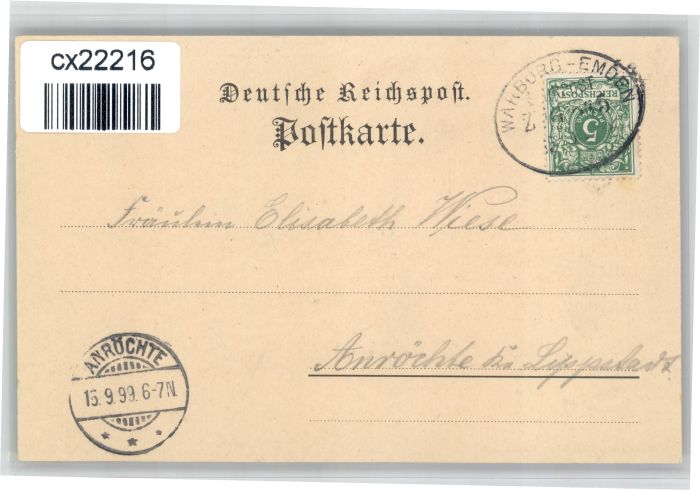 cx22216
Deutsche Reichspost.
Postkarte.
WARBURG-EMDEN
REICHSPOST
5
Fräulein Elisabeth Wiese
Anröchte bei Lippstadt
ANRÖCHTE
15.9.99.6-7N.